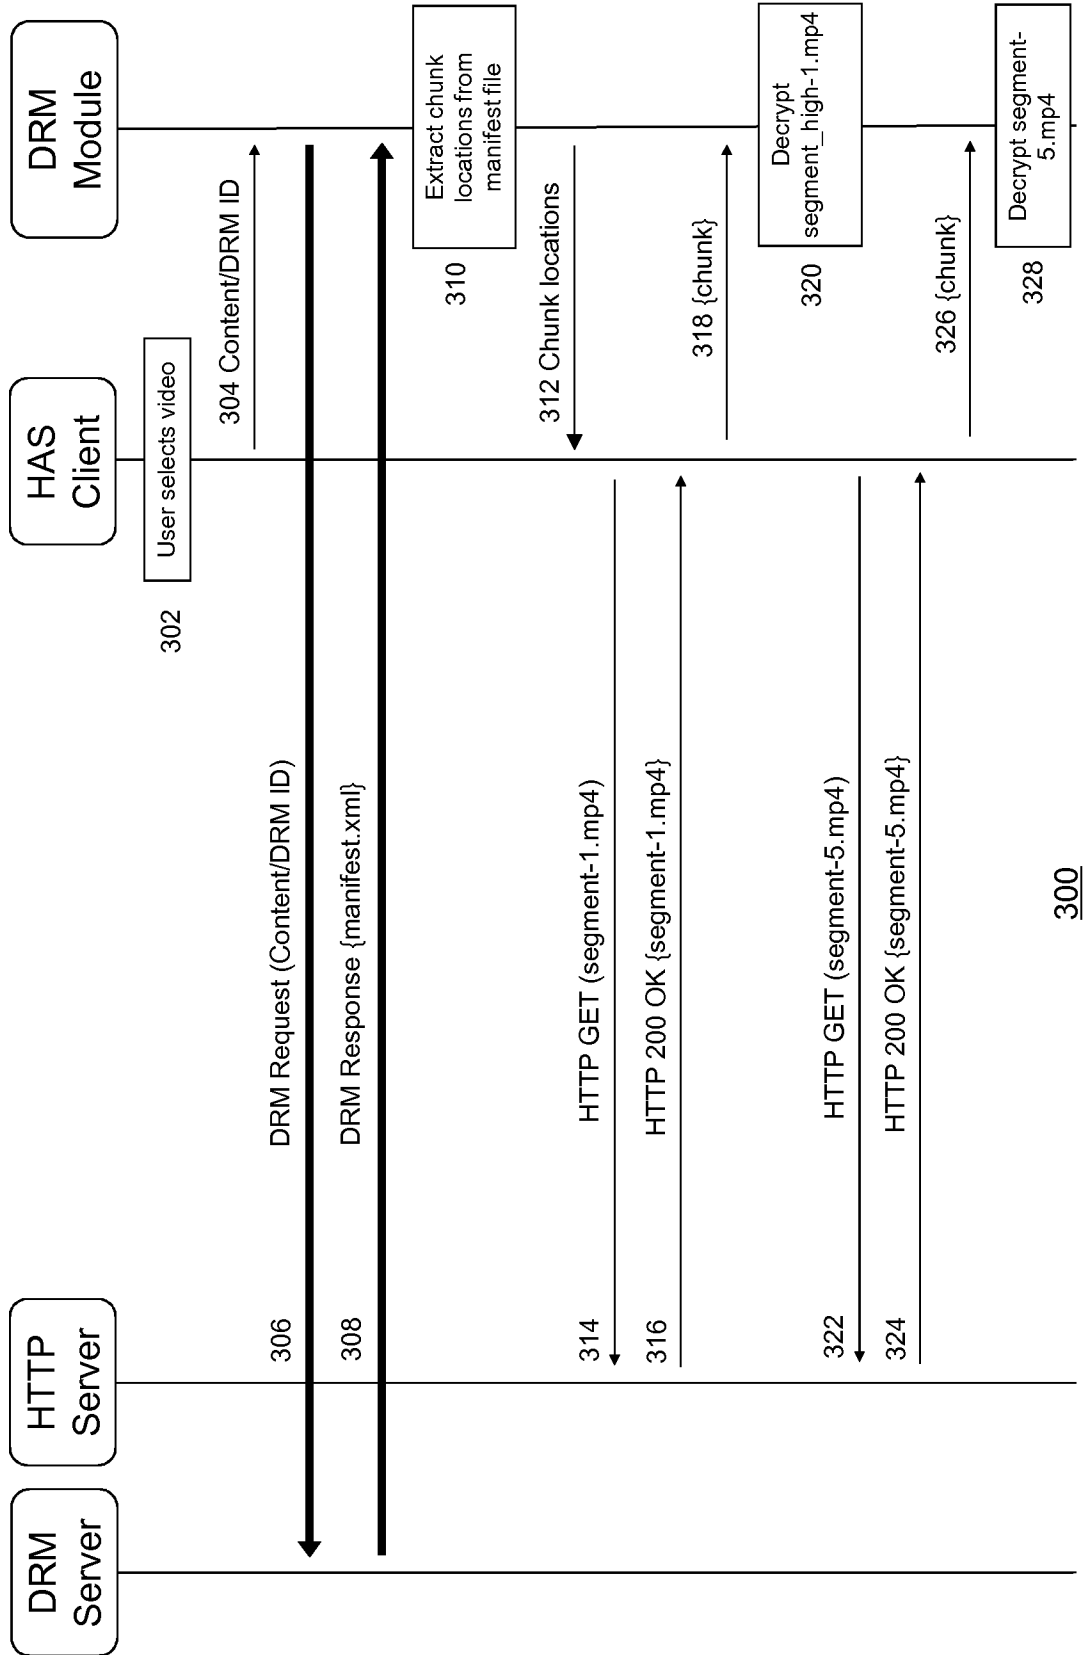 DRM
Server
HTTP
Server
HAS
Client
DRM
Module
302
User selects video
304 Content/DRM ID
306
DRM Request (Content/DRM ID)
308
DRM Response {manifest.xml}
310
Extract chunk
locations from
manifest file
312 Chunk locations
314
HTTP GET (segment-1.mp4)
316
HTTP 200 OK {segment-1.mp4}
318 {chunk}
320
Decrypt
segment_high-1.mp4
322
HTTP GET (segment-5.mp4)
324
HTTP 200 OK {segment-5.mp4}
326 {chunk}
328
Decrypt segment-
5.mp4
300